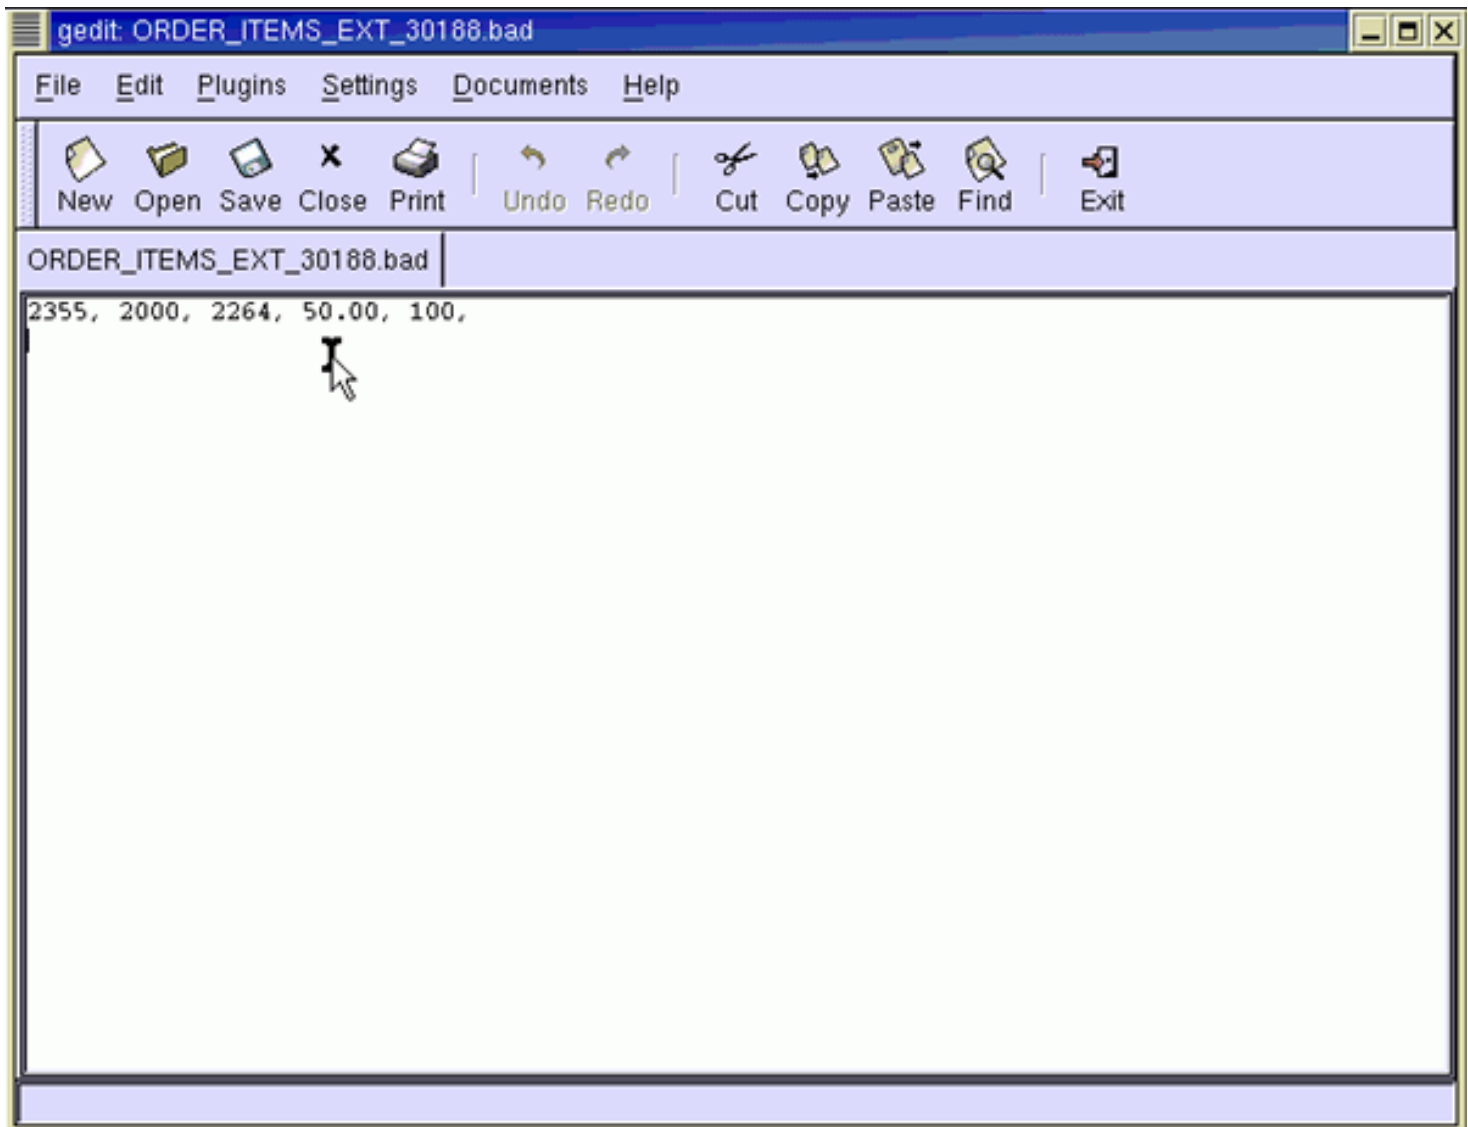 gedit: ORDER_ITEMS_EXT_30188.bad
File Edit Plugins Settings Documents Help
New Open Save Close Print Undo Redo Cut Copy Paste Find Exit
ORDER_ITEMS_EXT_30188.bad
2355, 2000, 2264, 50.00, 100,